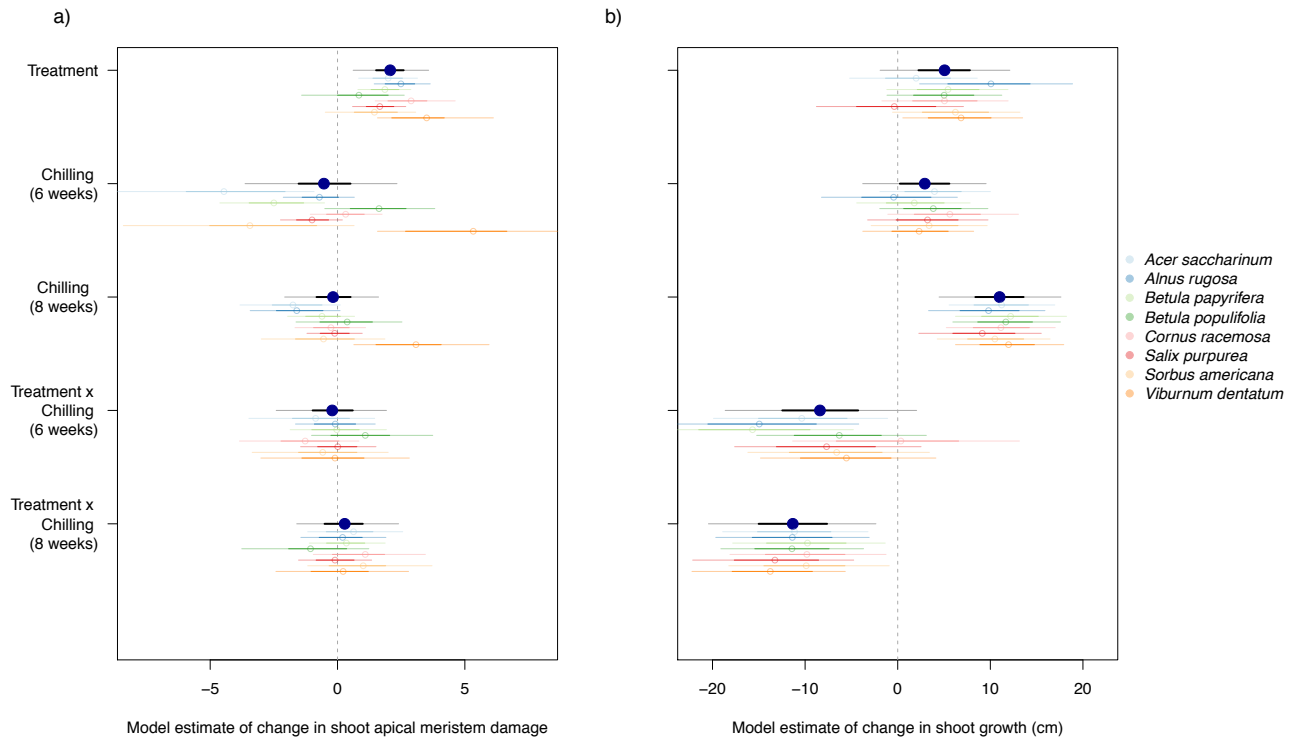 a)
b)
Treatment
Chilling
(6 weeks)
Chilling
(8 weeks)
Treatment x
Chilling
(6 weeks)
Treatment x
Chilling
(8 weeks)
−5
0
5
Model estimate of change in shoot apical meristem damage
−20
−10
0
10
20
Model estimate of change in shoot growth (cm)
Acer saccharinum
Alnus rugosa
Betula papyrifera
Betula populifolia
Cornus racemosa
Salix purpurea
Sorbus americana
Viburnum dentatum